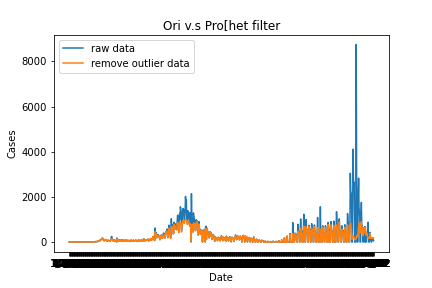 Ori v.s Pro[het filter
raw data
remove outlier data
8000
6000
4000
2000
0
Cases
Date